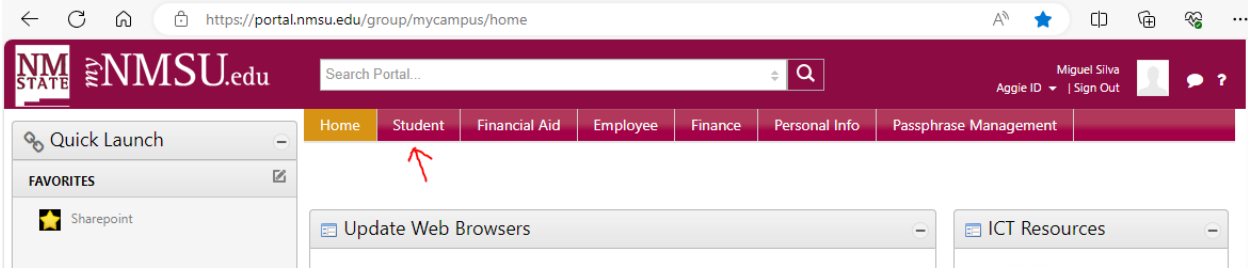 https://portal.nmsu.edu/group/mycampus/home
NM
STATE
myNMSU.edu
Search Portal...
Miguel Silva
Aggie ID | Sign Out
?
Home Student Financial Aid Employee Finance Personal Info Passphrase Management
Quick Launch
FAVORITES
Sharepoint
Update Web Browsers
ICT Resources